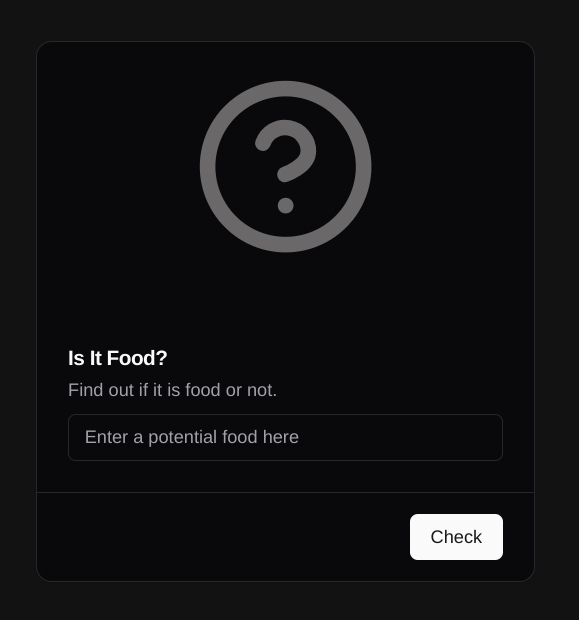 Is It Food?
Find out if it is food or not.
Enter a potential food here
Check